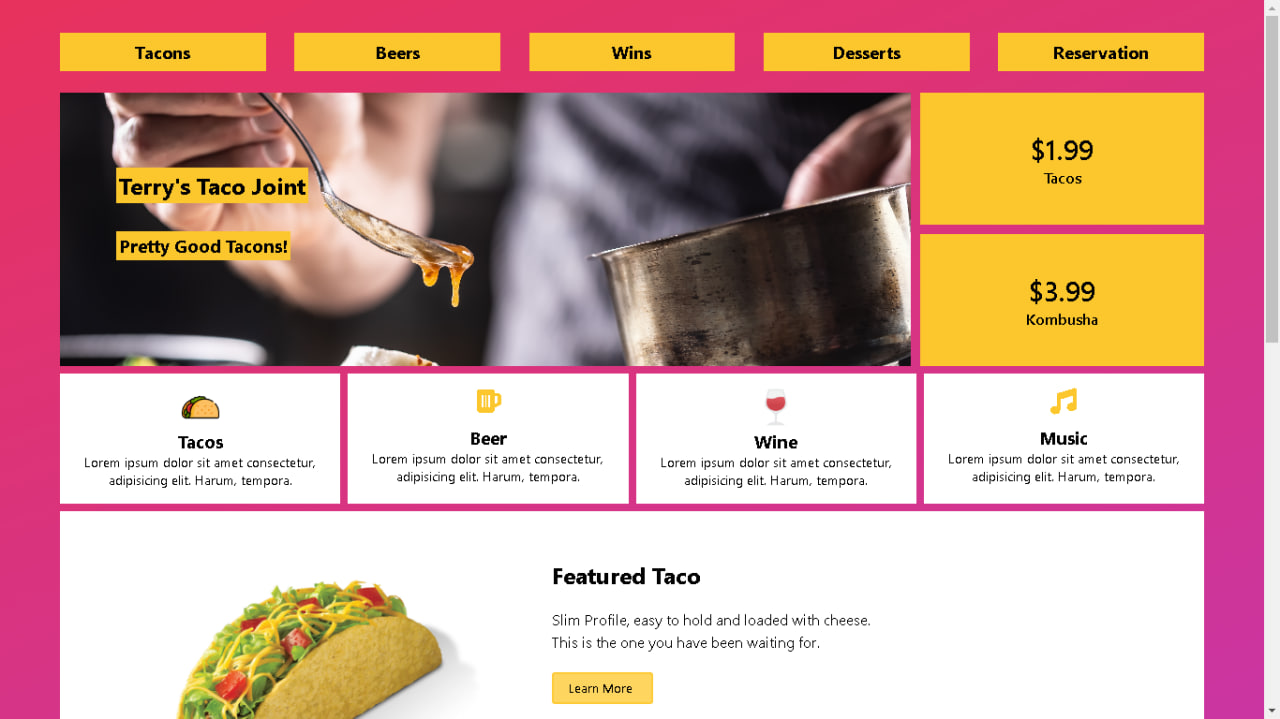 Tacons
Beers
Wins
Desserts
Reservation
Terry's Taco Joint
Pretty Good Tacons!
$1.99
Tacos
$3.99
Kombusha
Tacos
Lorem ipsum dolor sit amet consectetur,
adipisicing elit. Harum, tempora.
Beer
Lorem ipsum dolor sit amet consectetur,
adipisicing elit. Harum, tempora.
Wine
Lorem ipsum dolor sit amet consectetur,
adipisicing elit. Harum, tempora.
Music
Lorem ipsum dolor sit amet consectetur,
adipisicing elit. Harum, tempora.
Featured Taco
Slim Profile, easy to hold and loaded with cheese.
This is the one you have been waiting for.
Learn More